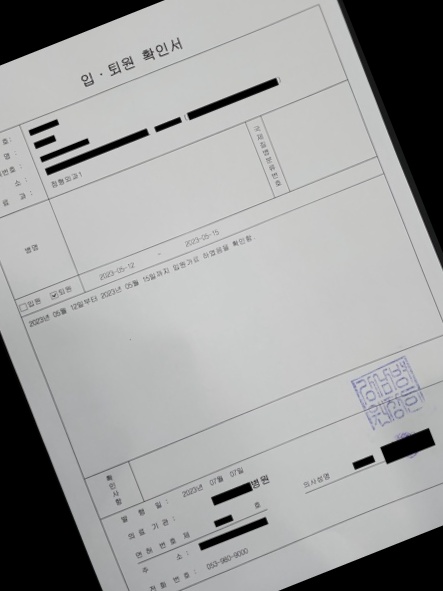 입 · 퇴원 확인서
호 :
명 :
번호 :
소 :
과 : 정형외과1
병명
국제질병분류번호
입원 퇴원 2023-05-12 - 2023-05-15
2023년 05월 12일부터 2023년 05월 15일까지 입원가료 하였음을 확인함.
확인사항
발 행 일 : 2023년 07월 07일
의 료 기 관 : 병원
면 허 번 호 제 호 의사성명
주 소 :
전 화 번 호 : 053-980-9000